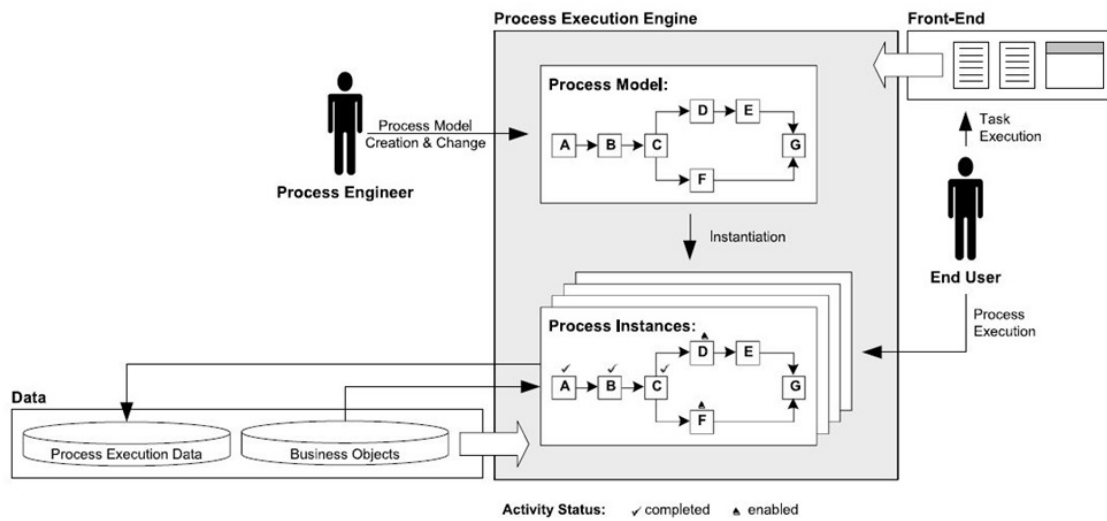 Process Execution Engine
Front-End
Process Model:
D E
A B C G
F
Process Model
Creation & Change
Process Engineer
Task
Execution
Instantiation
End User
Process
Execution
Process Instances:
D E
A B C G
F
Data
Process Execution Data
Business Objects
Activity Status: completed enabled